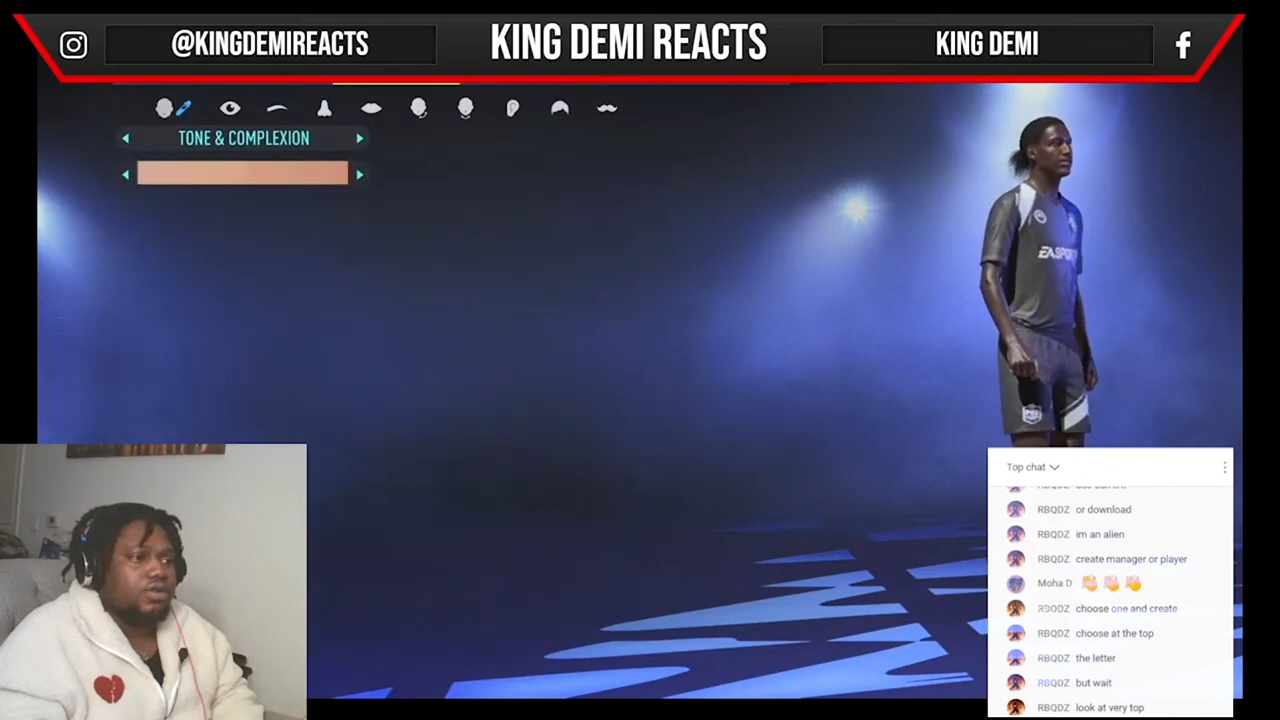 @KINGDEMIREACTS
KING DEMI REACTS
KING DEMI
TONE & COMPLEXION
EA SPO
Top chat
RBQDZ or download
RBQDZ im an alien
RBQDZ create manager or player
Moha D
RBQDZ choose one and create
RBQDZ choose at the top
RBQDZ the letter
RBQDZ but wait
RBQDZ look at very top